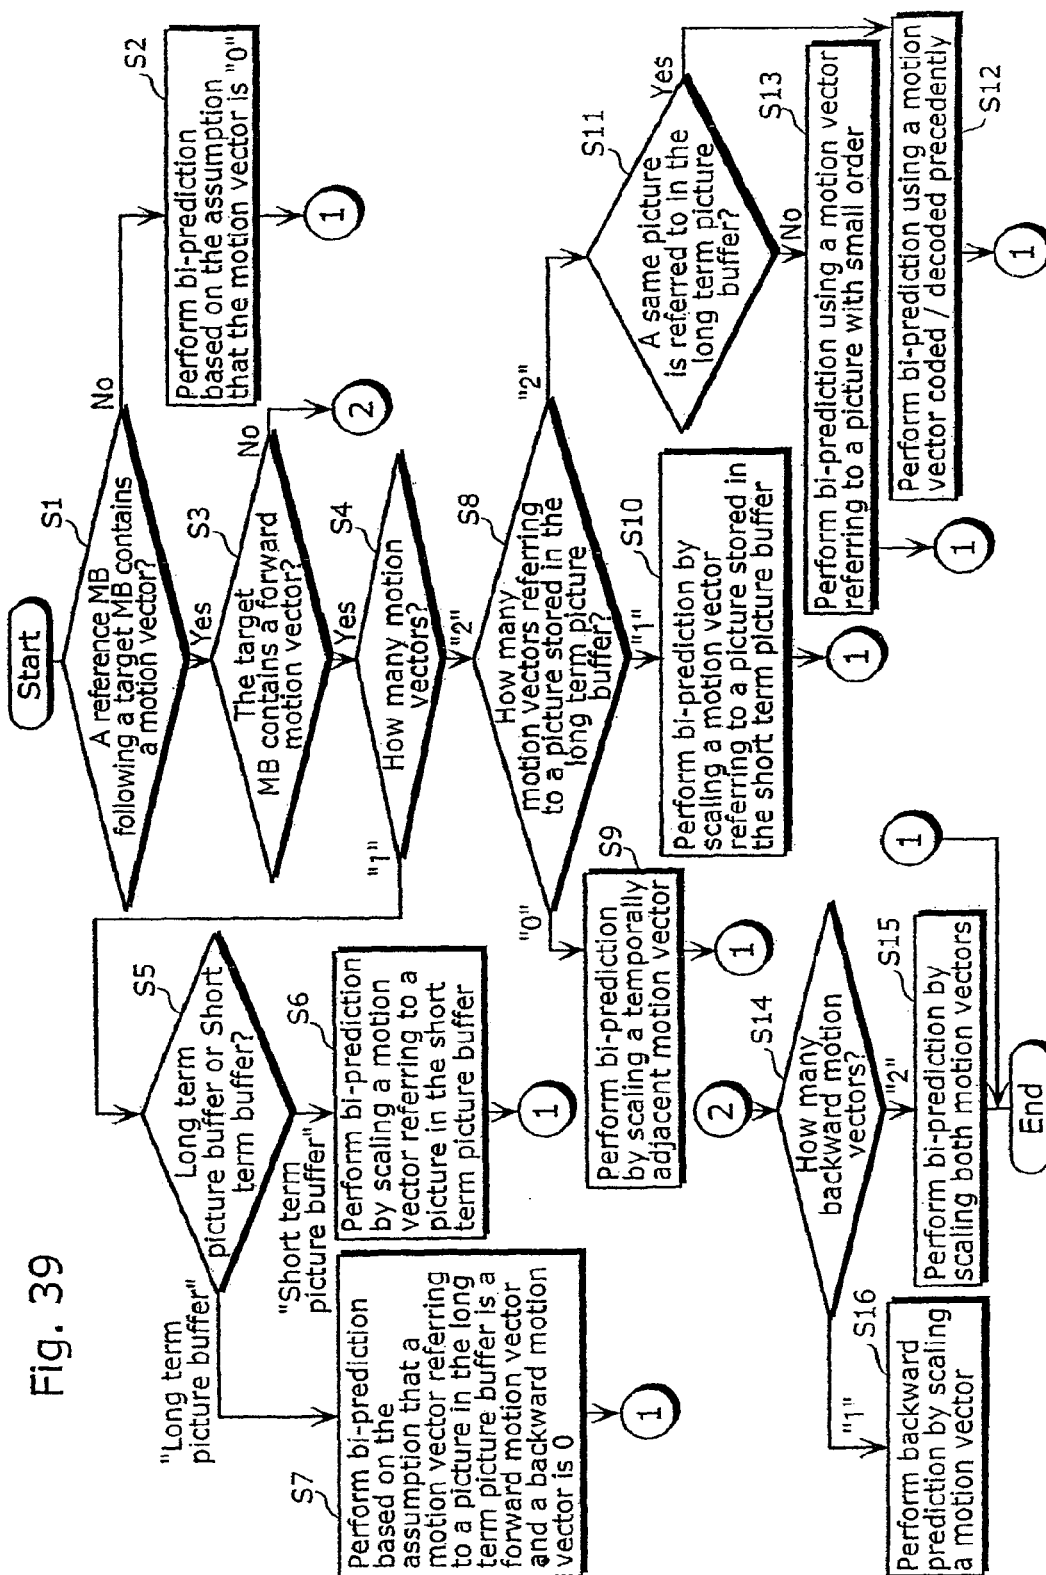 Fig. 39
Start
S1
A reference MB
following a target MB contains
a motion vector?
No
Yes
S2
Perform bi-prediction
based on the assumption
that the motion vector is "0"
1
S3
The target
MB contains a forward
motion vector?
No
2
Yes
S4
How many motion
vectors?
"1"
"2"
S5
Long term
picture buffer or Short
term buffer?
"Long term
picture buffer"
"Short term
picture buffer"
S6
Perform bi-prediction
by scaling a motion
vector referring to a
picture in the short
term picture buffer
1
S7
Perform bi-prediction
based on the
assumption that a
motion vector referring
to a picture in the long
term picture buffer is a
forward motion vector
and a backward motion
vector is 0
1
S8
How many
motion vectors referring
to a picture stored in the
long term picture
buffer?
"0"
"1"
"2"
S9
Perform bi-prediction
by scaling a temporally
adjacent motion vector
1
S10
Perform bi-prediction by
scaling a motion vector
referring to a picture stored in
the short term picture buffer
1
S11
A same picture
is referred to in the
long term picture
buffer?
Yes
No
S13
Perform bi-prediction using a motion vector
referring to a picture with small order
1
Perform bi-prediction using a motion
vector coded / decoded precedently
S12
1
2
S14
How many
backward motion
vectors?
"1"
"2"
S15
Perform bi-prediction by
scaling both motion vectors
1
S16
Perform backward
prediction by scaling
a motion vector
End